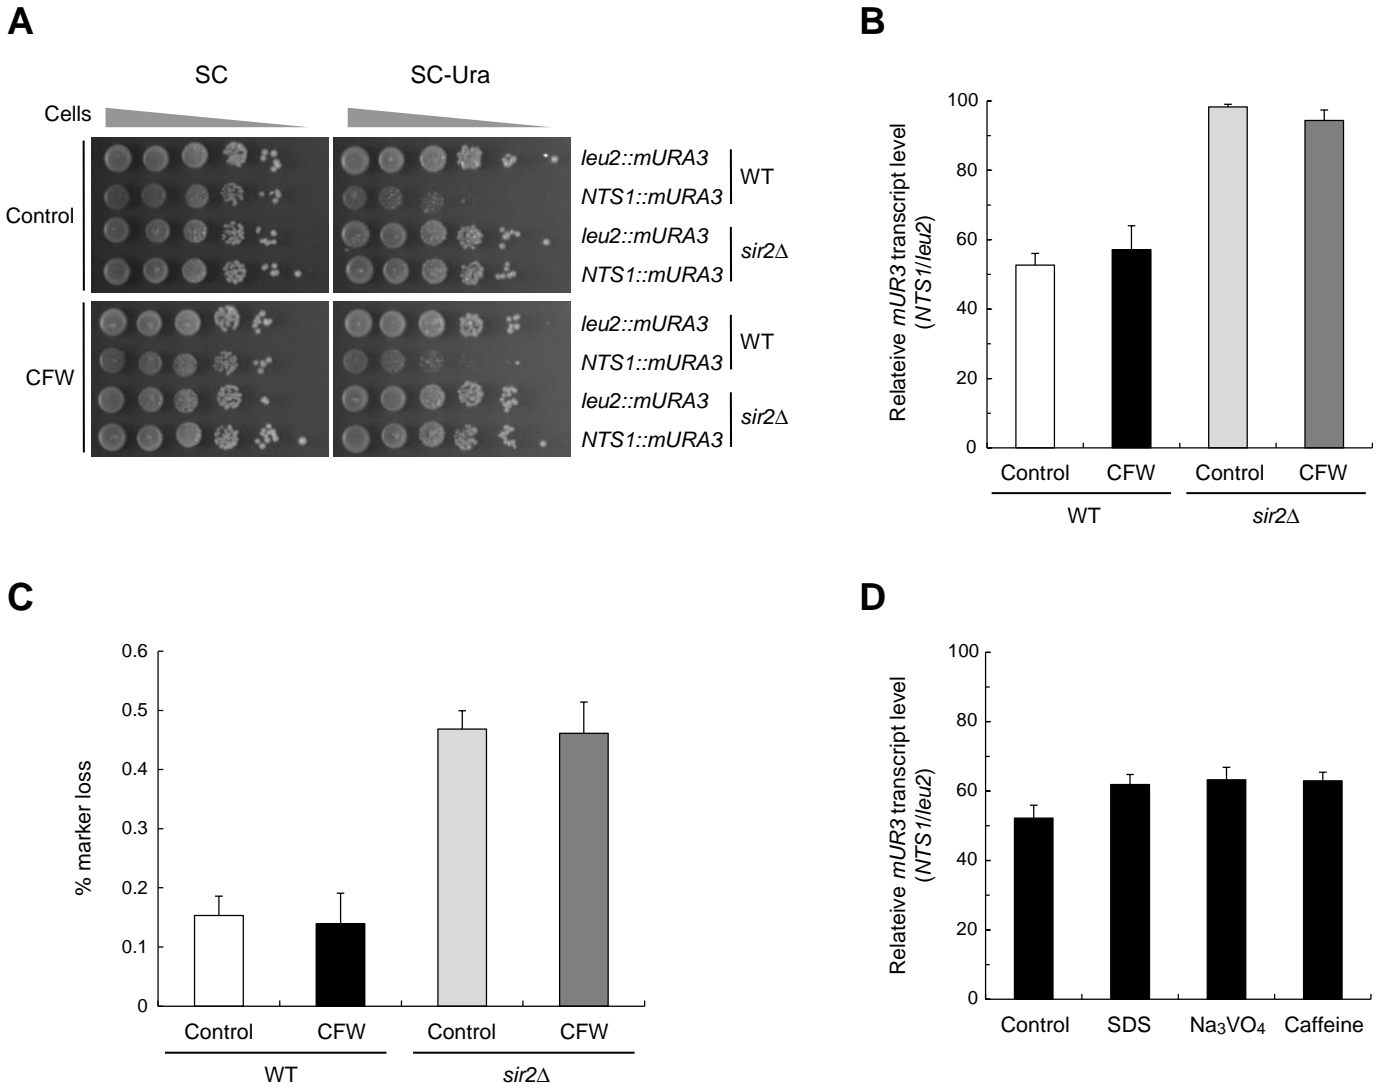 A
SC
SC-Ura
Cells
Control
leu2::mURA3
NTS1::mURA3
WT
leu2::mURA3
NTS1::mURA3
sir2Δ
CFW
leu2::mURA3
NTS1::mURA3
WT
leu2::mURA3
NTS1::mURA3
sir2Δ
B
Relateive mUR3 transcript level
(NTS1/leu2)
100
80
60
40
20
0
Control
CFW
Control
CFW
WT
sir2Δ
C
% marker loss
0.6
0.5
0.4
0.3
0.2
0.1
0
Control
CFW
Control
CFW
WT
sir2Δ
D
Relateive mUR3 transcript level
(NTS1/leu2)
100
80
60
40
20
0
Control
SDS
Na₃VO₄
Caffeine